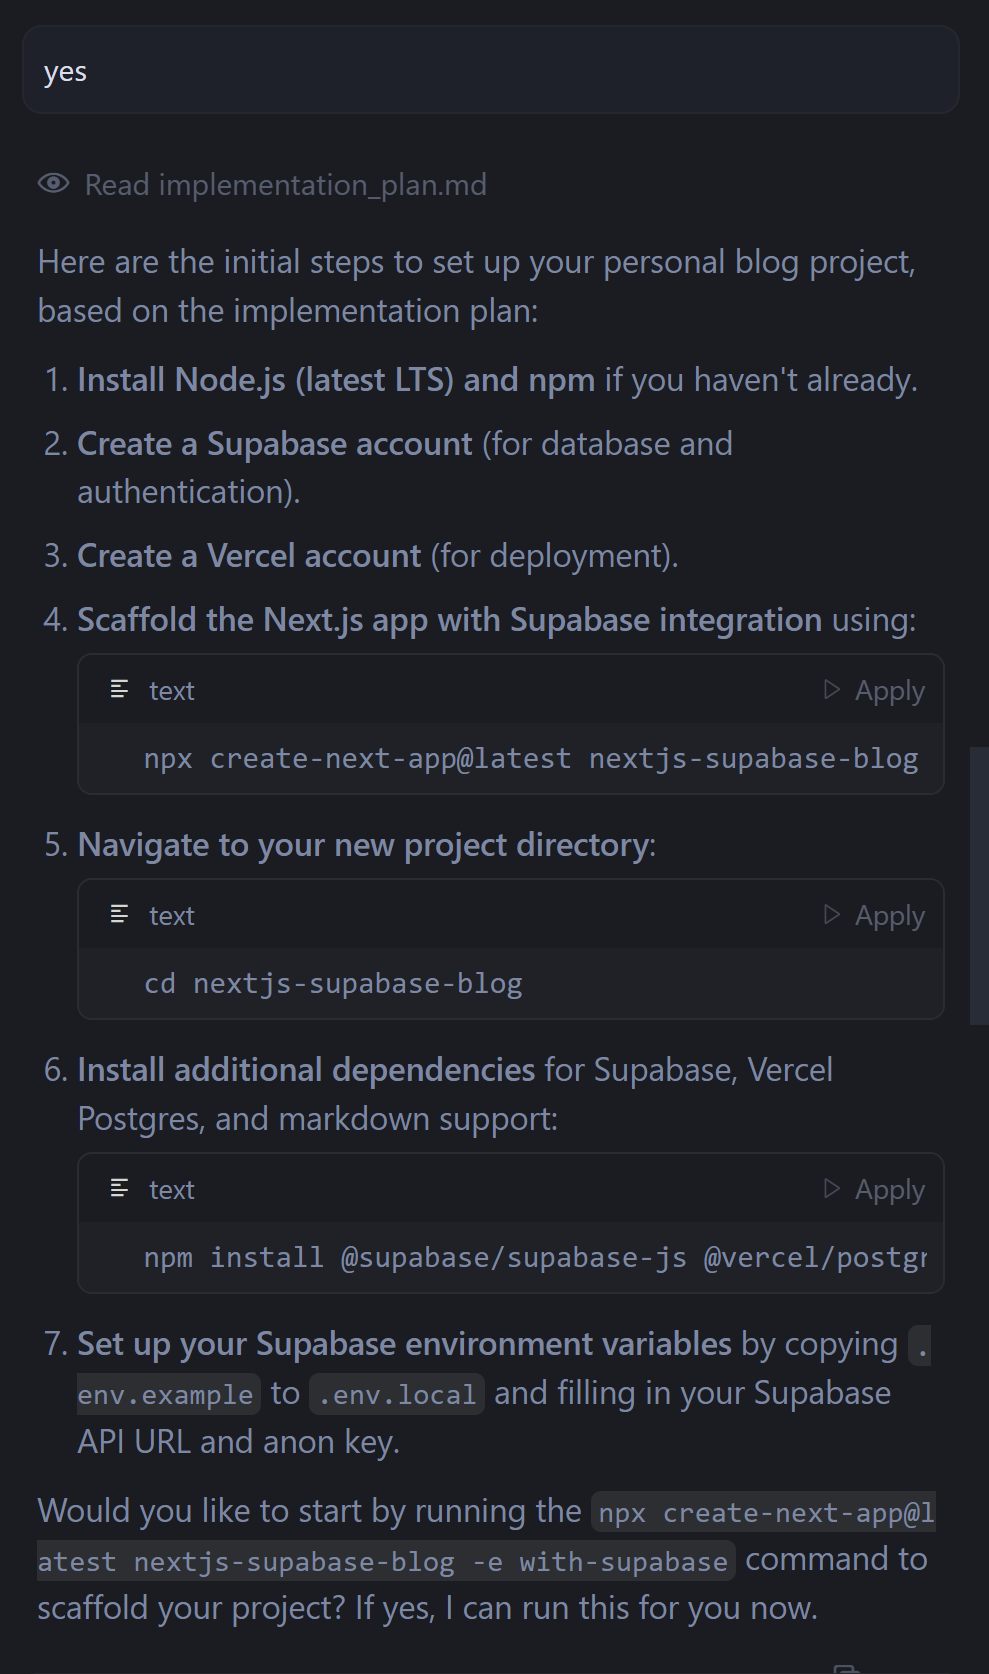 yes
Read implementation_plan.md
Here are the initial steps to set up your personal blog project,
based on the implementation plan:
1. Install Node.js (latest LTS) and npm if you haven't already.
2. Create a Supabase account (for database and
authentication).
3. Create a Vercel account (for deployment).
4. Scaffold the Next.js app with Supabase integration using:
text Apply
npx create-next-app@latest nextjs-supabase-blog
5. Navigate to your new project directory:
text Apply
cd nextjs-supabase-blog
6. Install additional dependencies for Supabase, Vercel
Postgres, and markdown support:
text Apply
npm install @supabase/supabase-js @vercel/postgr
7. Set up your Supabase environment variables by copying .
env.example to .env.local and filling in your Supabase
API URL and anon key.
Would you like to start by running the npx create-next-app@l
atest nextjs-supabase-blog -e with-supabase command to
scaffold your project? If yes, I can run this for you now.